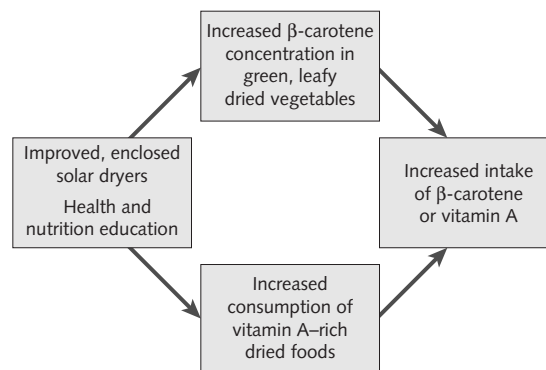 Increased β-carotene
concentration in
green, leafy
dried vegetables
Improved, enclosed
solar dryers
Health and
nutrition education
Increased intake
of β-carotene
or vitamin A
Increased
consumption of
vitamin A–rich
dried foods